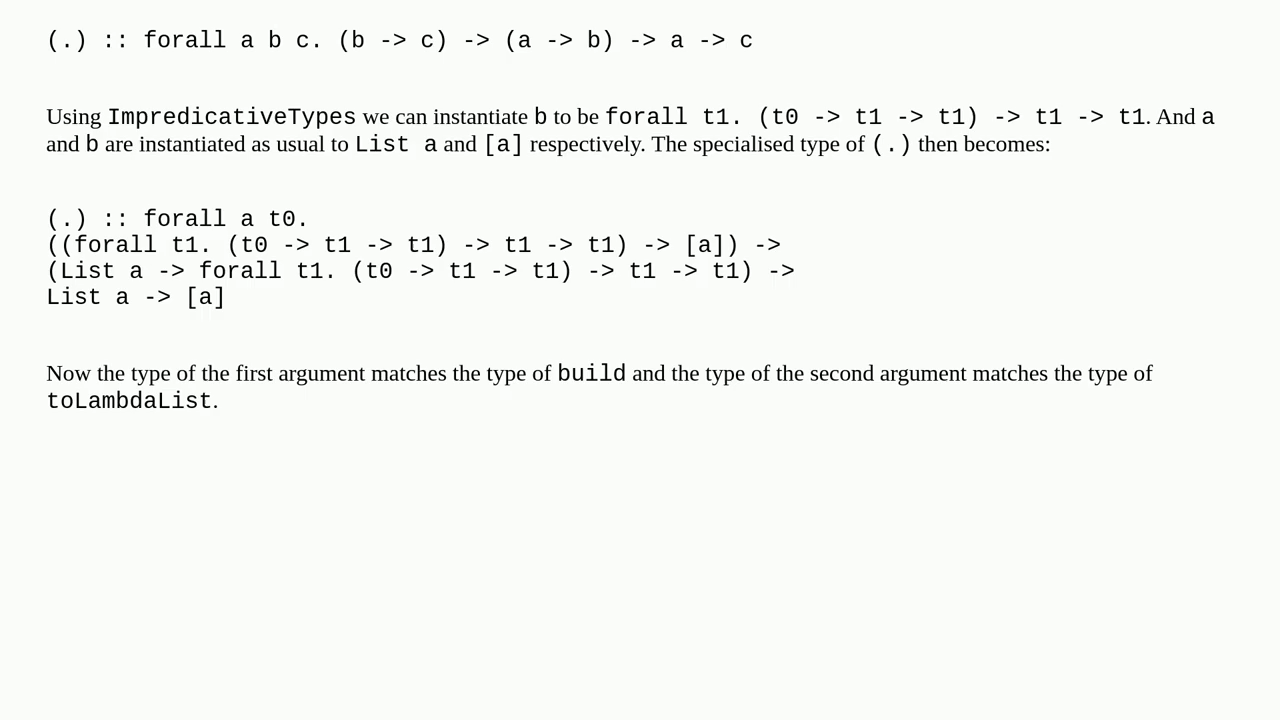 (.) :: forall a b c. (b -> c) -> (a -> b) -> a -> c
Using ImpredicativeTypes we can instantiate b to be forall t1. (t0 -> t1 -> t1) -> t1 -> t1. And a
and b are instantiated as usual to List a and [a] respectively. The specialised type of (.) then becomes:
(.) :: forall a t0.
((forall t1. (t0 -> t1 -> t1) -> t1 -> t1) -> [a]) ->
(List a -> forall t1. (t0 -> t1 -> t1) -> t1 -> t1) ->
List a -> [a]
Now the type of the first argument matches the type of build and the type of the second argument matches the type of
toLambdaList.